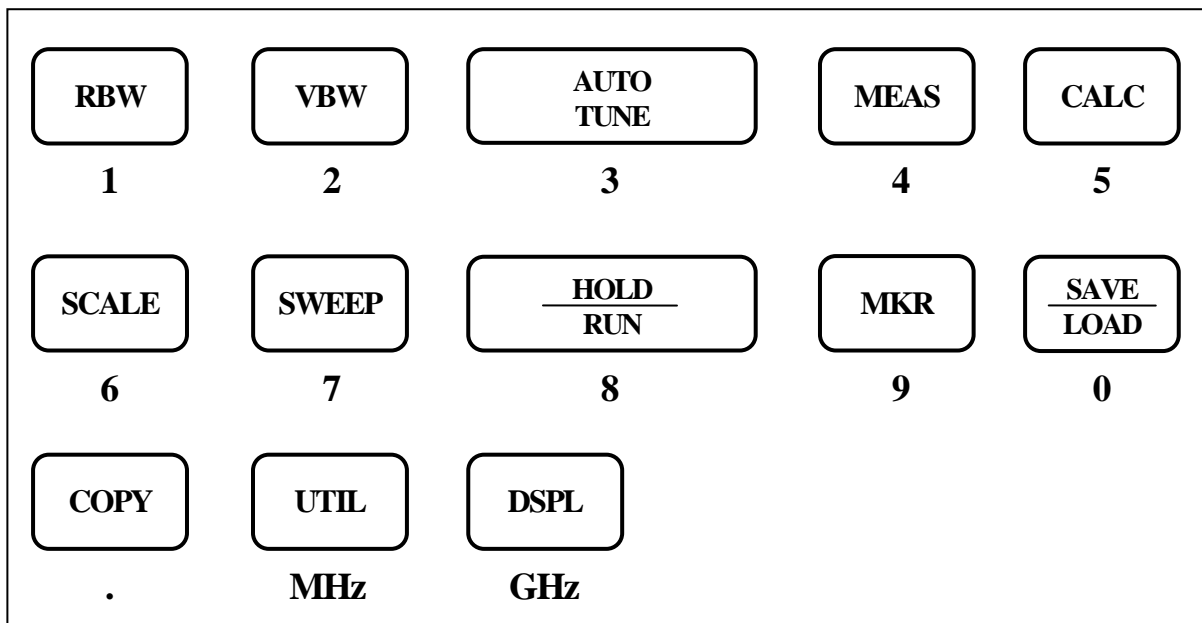 RBW VBW AUTO TUNE MEAS CALC
1 2 3 4 5
SCALE SWEEP HOLD RUN MKR SAVE LOAD
6 7 8 9 0
COPY UTIL DSPL
. MHz GHz